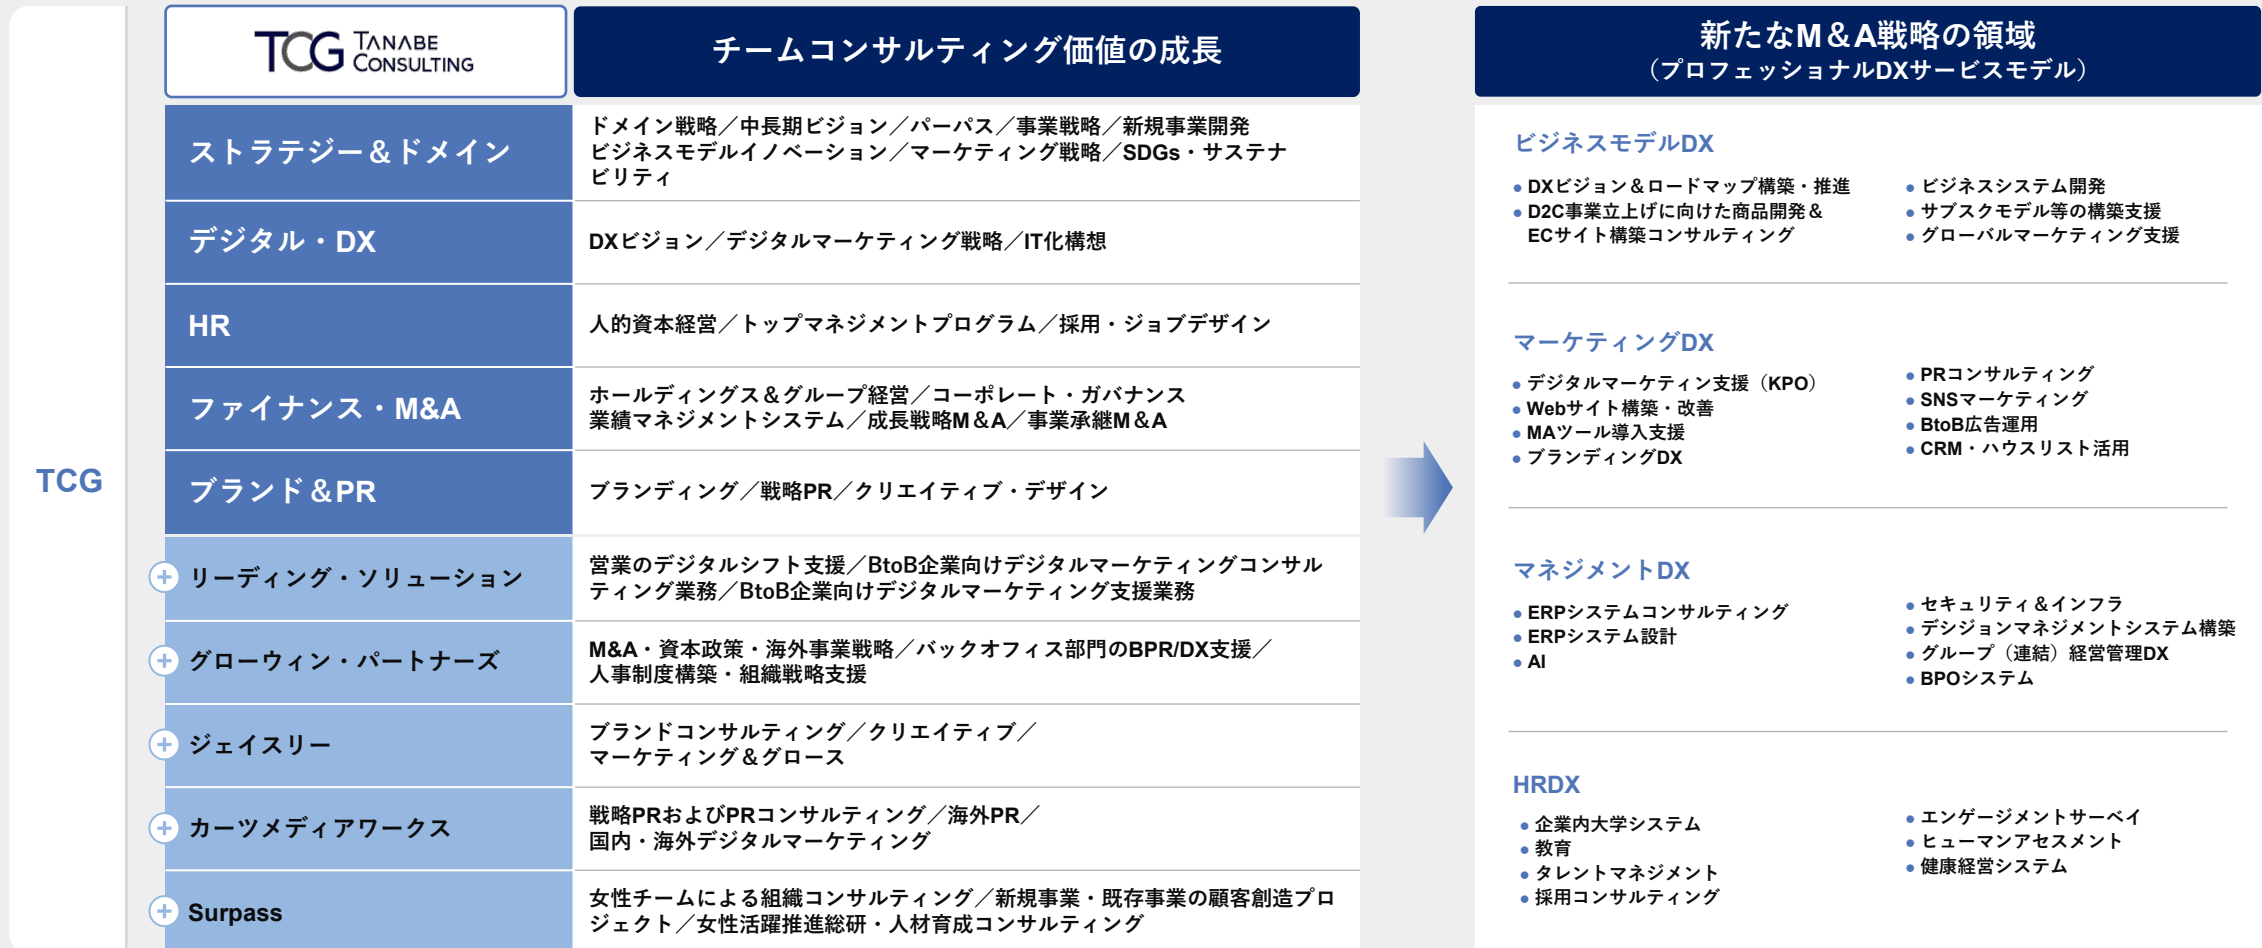 TCG
TCG TANABE CONSULTING
チームコンサルティング価値の成長
ストラテジー＆ドメイン
ドメイン戦略／中長期ビジョン／パーパス／事業戦略／新規事業開発
ビジネスモデルイノベーション／マーケティング戦略／SDGs・サステナ
ビリティ
デジタル・DX
DXビジョン／デジタルマーケティング戦略／IT化構想
HR
人的資本経営／トップマネジメントプログラム／採用・ジョブデザイン
ファイナンス・M&A
ホールディングス＆グループ経営／コーポレート・ガバナンス
業績マネジメントシステム／成長戦略M＆A／事業承継M＆A
ブランド＆PR
ブランディング／戦略PR／クリエイティブ・デザイン
リーディング・ソリューション
営業のデジタルシフト支援／BtoB企業向けデジタルマーケティングコンサル
ティング業務／BtoB企業向けデジタルマーケティング支援業務
グローウィン・パートナーズ
M&A・資本政策・海外事業戦略／バックオフィス部門のBPR/DX支援／
人事制度構築・組織戦略支援
ジェイスリー
ブランドコンサルティング／クリエイティブ／
マーケティング＆グロース
カーツメディアワークス
戦略PRおよびPRコンサルティング／海外PR／
国内・海外デジタルマーケティング
Surpass
女性チームによる組織コンサルティング／新規事業・既存事業の顧客創造プロ
ジェクト／女性活躍推進総研・人材育成コンサルティング
新たなM＆A戦略の領域
（プロフェッショナルDXサービスモデル）
ビジネスモデルDX
● DXビジョン＆ロードマップ構築・推進
● D2C事業立上げに向けた商品開発＆
ECサイト構築コンサルティング
● ビジネスシステム開発
● サブスクモデル等の構築支援
● グローバルマーケティング支援
マーケティングDX
● デジタルマーケティン支援（KPO）
● Webサイト構築・改善
● MAツール導入支援
● ブランディングDX
● PRコンサルティング
● SNSマーケティング
● BtoB広告運用
● CRM・ハウスリスト活用
マネジメントDX
● ERPシステムコンサルティング
● ERPシステム設計
● AI
● セキュリティ＆インフラ
● デシジョンマネジメントシステム構築
● グループ（連結）経営管理DX
● BPOシステム
HRDX
● 企業内大学システム
● 教育
● タレントマネジメント
● 採用コンサルティング
● エンゲージメントサーベイ
● ヒューマンアセスメント
● 健康経営システム